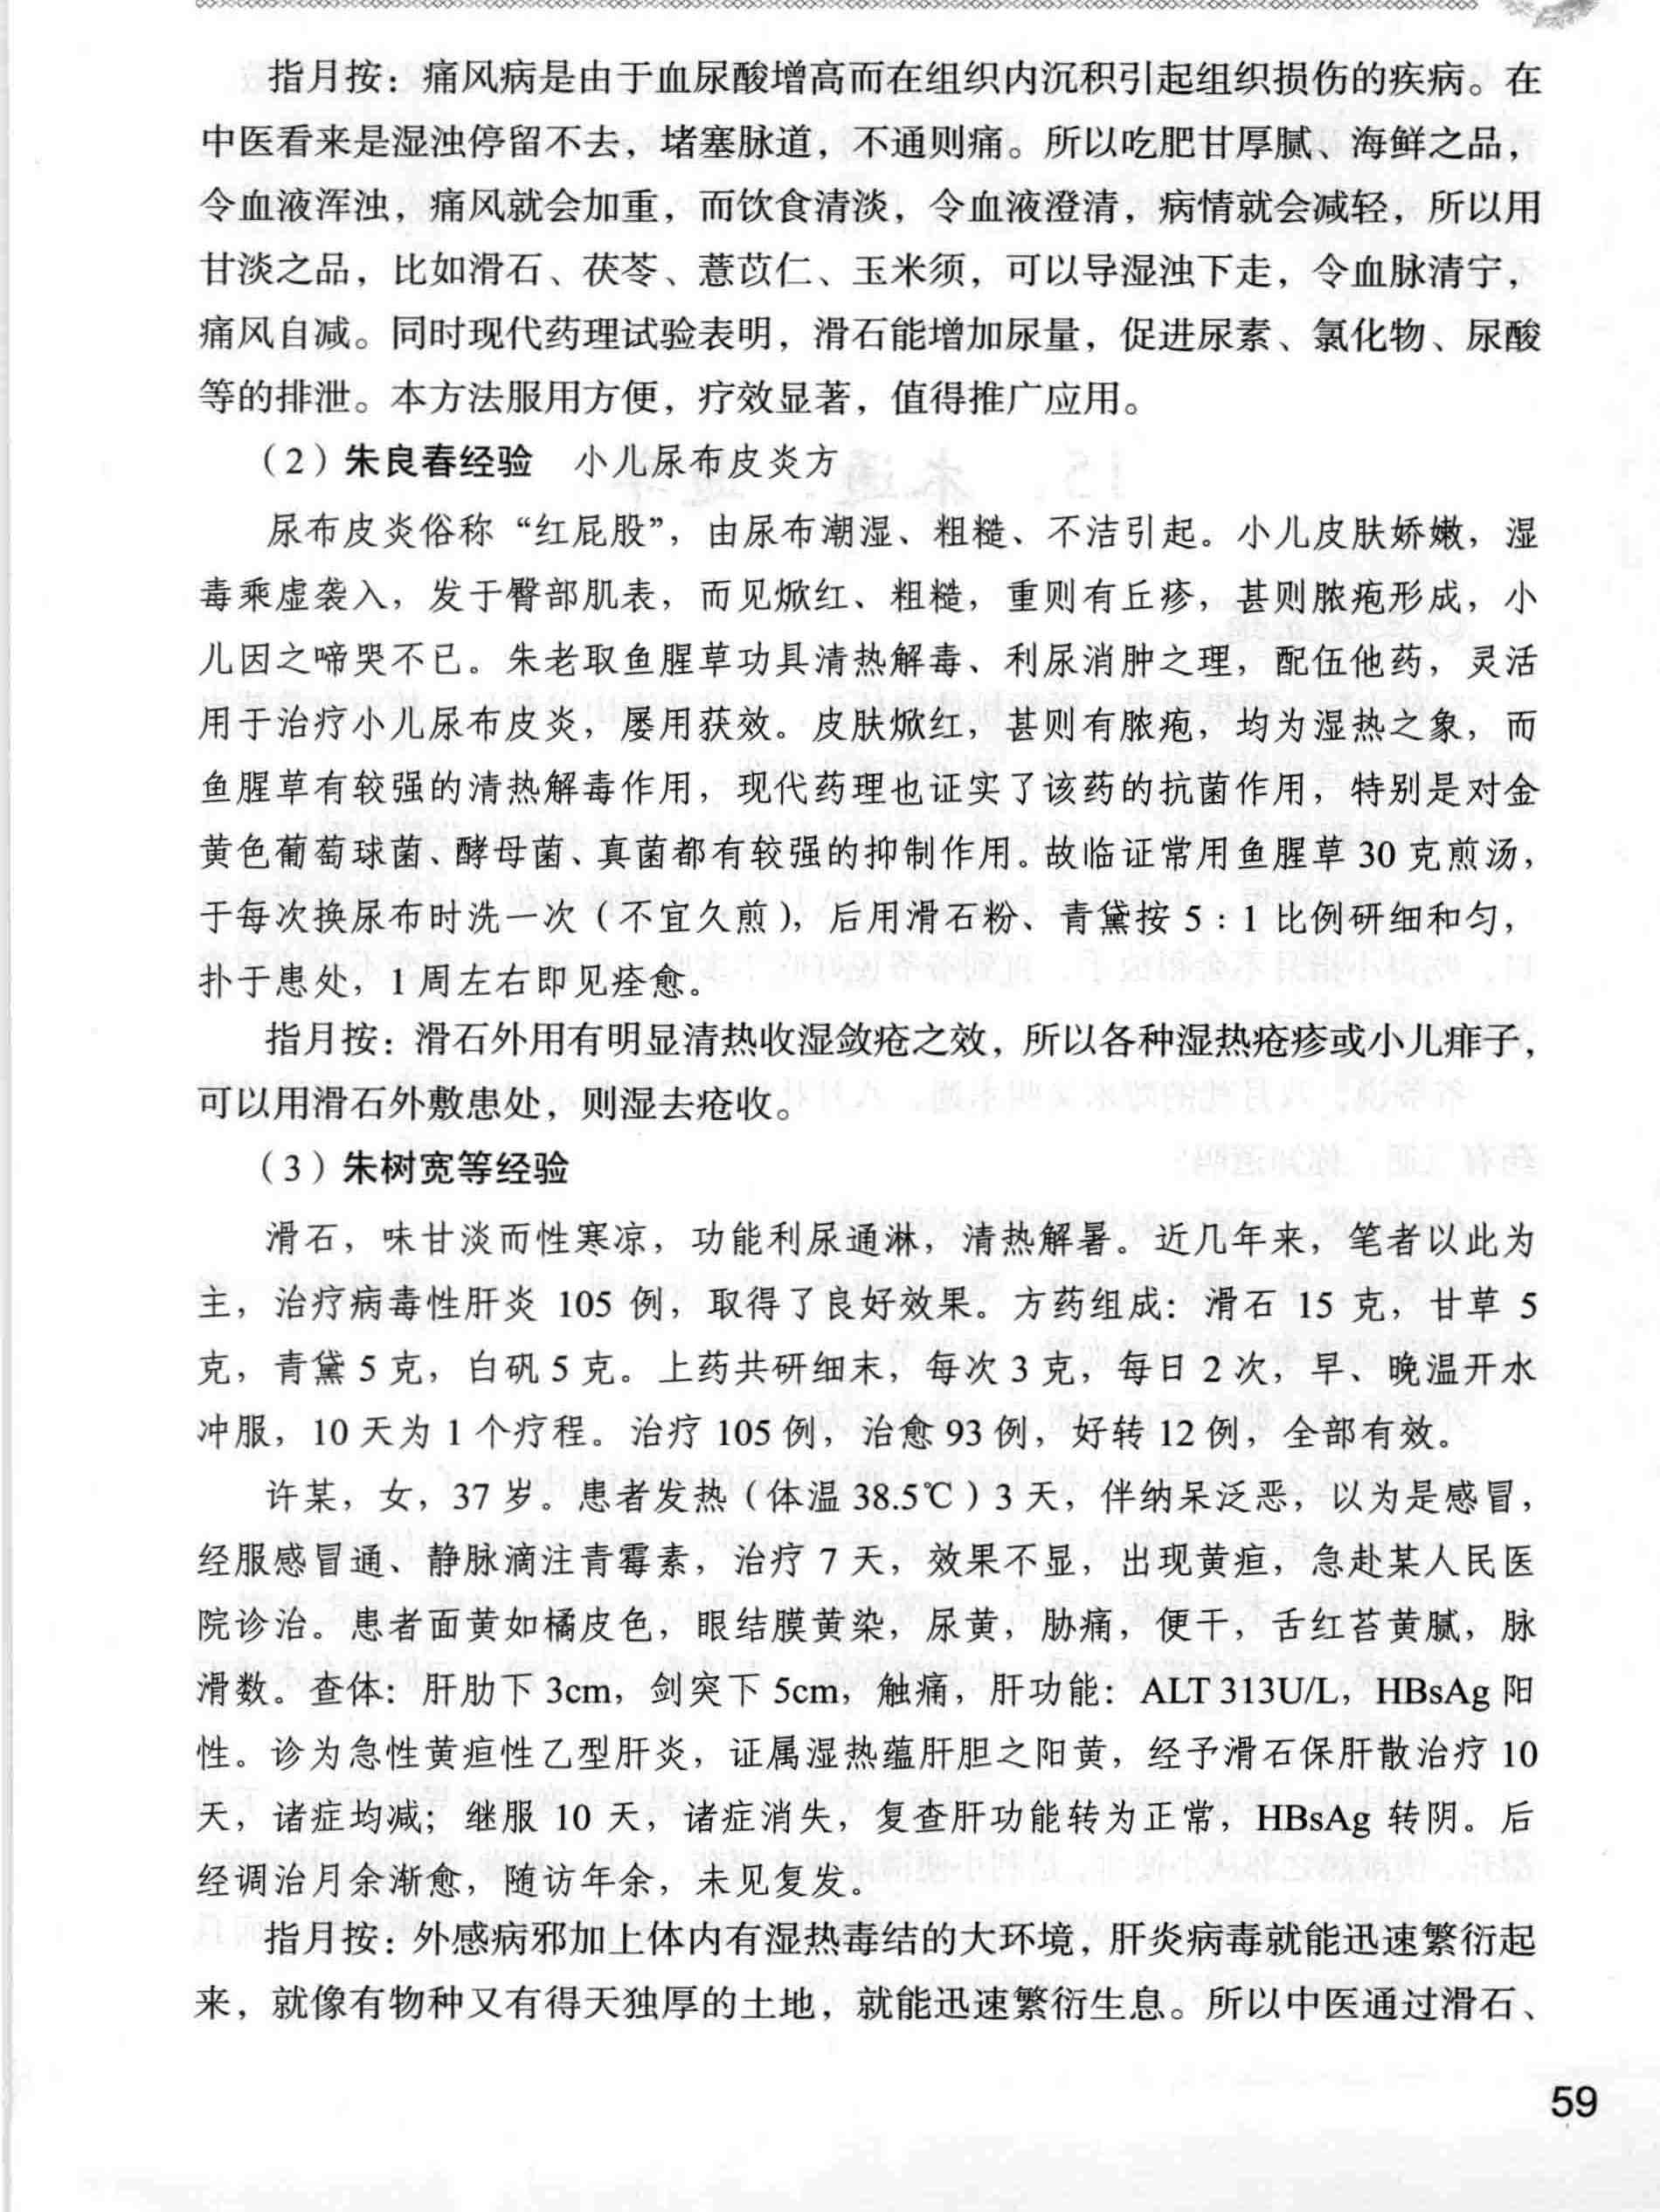 指月按：痛风病是由于血尿酸增高而在组织内沉积引起组织损伤的疾病。在
中医看来是湿浊停留不去，堵塞脉道，不通则痛。所以吃肥甘厚腻、海鲜之品，
令血液浑浊，痛风就会加重，而饮食清淡，令血液澄清，病情就会减轻，所以用
甘淡之品，比如滑石、茯苓、薏苡仁、玉米须，可以导湿浊下走，令血脉清宁，
痛风自减。同时现代药理试验表明，滑石能增加尿量，促进尿素、氯化物、尿酸
等的排泄。本方法服用方便，疗效显著，值得推广应用。
（2）朱良春经验　小儿尿布皮炎方
尿布皮炎俗称“红屁股”，由尿布潮湿、粗糙、不洁引起。小儿皮肤娇嫩，湿
毒乘虚袭入，发于臀部肌表，而见焮红、粗糙，重则有丘疹，甚则脓疱形成，小
儿因之啼哭不已。朱老取鱼腥草功具清热解毒、利尿消肿之理，配伍他药，灵活
用于治疗小儿尿布皮炎，屡用获效。皮肤焮红，甚则有脓疱，均为湿热之象，而
鱼腥草有较强的清热解毒作用，现代药理也证实了该药的抗菌作用，特别是对金
黄色葡萄球菌、酵母菌、真菌都有较强的抑制作用。故临证常用鱼腥草 30 克煎汤，
于每次换尿布时洗一次（不宜久煎），后用滑石粉、青黛按 5：1 比例研细和匀，
扑于患处，1 周左右即见痊愈。
指月按：滑石外用有明显清热收湿敛疮之效，所以各种湿热疮疹或小儿痱子，
可以用滑石外敷患处，则湿去疮收。
（3）朱树宽等经验
滑石，味甘淡而性寒凉，功能利尿通淋，清热解暑。近几年来，笔者以此为
主，治疗病毒性肝炎 105 例，取得了良好效果。方药组成：滑石 15 克，甘草 5
克，青黛 5 克，白矾 5 克。上药共研细末，每次 3 克，每日 2 次，早、晚温开水
冲服，10 天为 1 个疗程。治疗 105 例，治愈 93 例，好转 12 例，全部有效。
许某，女，37 岁。患者发热（体温 38.5℃）3 天，伴纳呆泛恶，以为是感冒，
经服感冒通、静脉滴注青霉素，治疗 7 天，效果不显，出现黄疸，急赴某人民医
院诊治。患者面黄如橘皮色，眼结膜黄染，尿黄，胁痛，便干，舌红苔黄腻，脉
滑数。查体：肝肋下 3cm，剑突下 5cm，触痛，肝功能：ALT 313U/L，HBsAg 阳
性。诊为急性黄疸性乙型肝炎，证属湿热蕴肝胆之阳黄，经予滑石保肝散治疗 10
天，诸症均减；继服 10 天，诸症消失，复查肝功能转为正常，HBsAg 转阴。后
经调治月余渐愈，随访年余，未见复发。
指月按：外感病邪加上体内有湿热毒结的大环境，肝炎病毒就能迅速繁衍起
来，就像有物种又有得天独厚的土地，就能迅速繁衍生息。所以中医通过滑石、
59